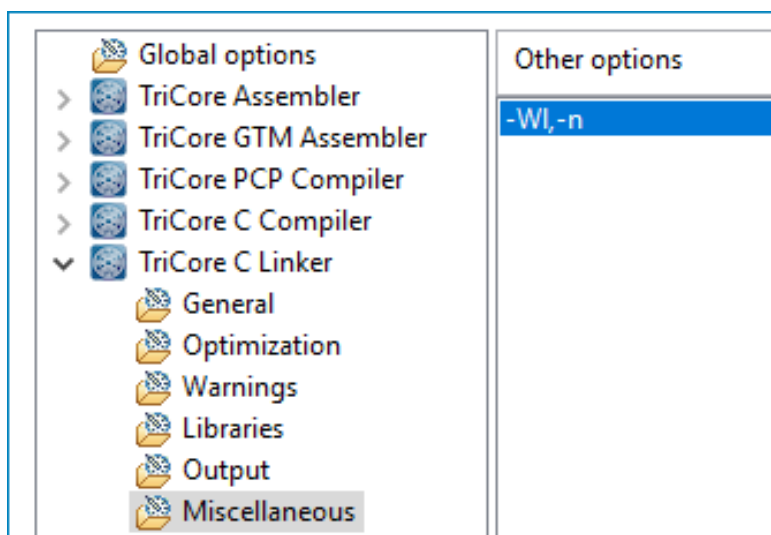 Global options
TriCore Assembler
TriCore GTM Assembler
TriCore PCP Compiler
TriCore C Compiler
TriCore C Linker
General
Optimization
Warnings
Libraries
Output
Miscellaneous
Other options
-Wl,-n